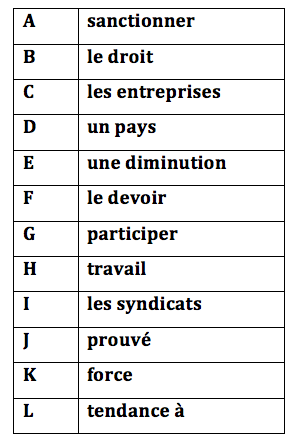 A sanctionner
B le droit
C les entreprises
D un pays
E une diminution
F le devoir
G participer
H travail
I les syndicats
J prouvé
K force
L tendance à